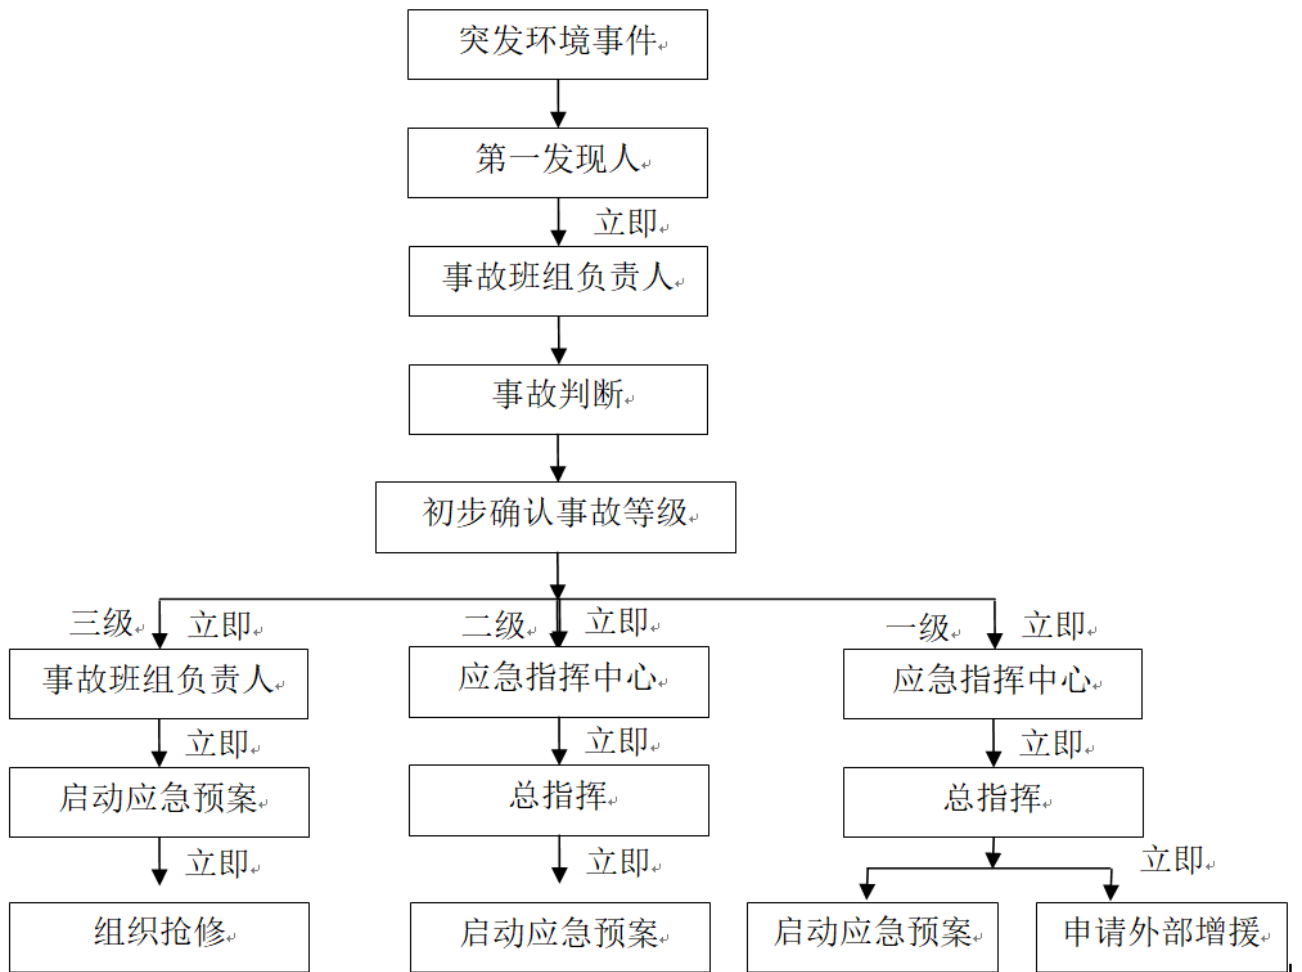 突发环境事件
第一发现人
立即
事故班组负责人
事故判断
初步确认事故等级
三级 立即 二级 立即 一级 立即
事故班组负责人 应急指挥中心 应急指挥中心
立即 立即 立即
启动应急预案 总指挥 总指挥
立即 立即 立即
组织抢修 启动应急预案 启动应急预案 申请外部增援